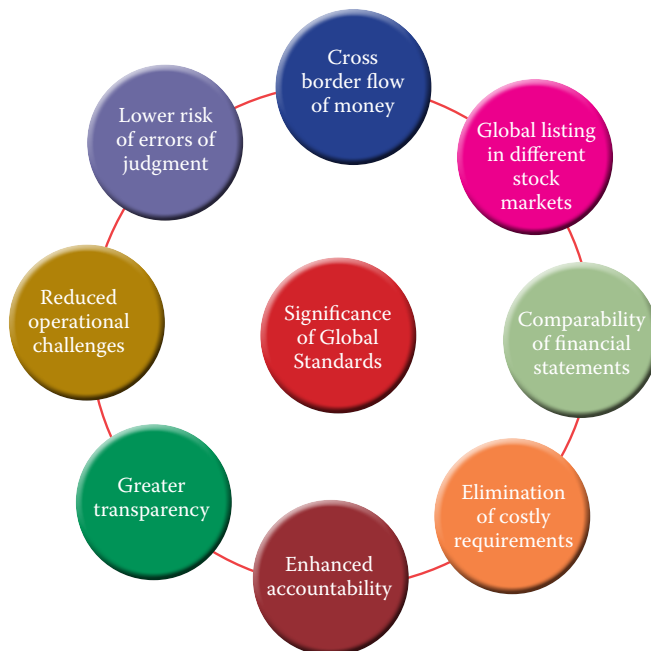 Cross
border flow
of money
Global listing
in different
stock
markets
Comparability
of financial
statements
Elimination
of costly
requirements
Enhanced
accountability
Greater
transparency
Reduced
operational
challenges
Lower risk
of errors of
judgment
Significance
of Global
Standards